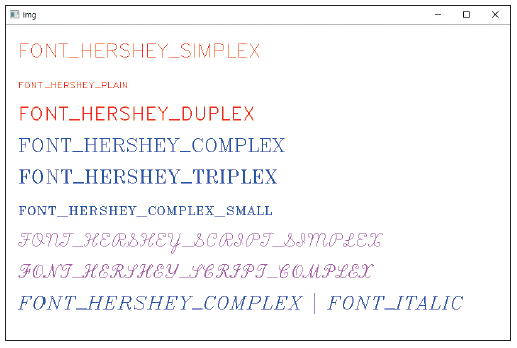 img
FONT_HERSHEY_SIMPLEX
FONT_HERSHEY_PLAIN
FONT_HERSHEY_DUPLEX
FONT_HERSHEY_COMPLEX
FONT_HERSHEY_TRIPLEX
FONT_HERSHEY_COMPLEX_SMALL
FONT_HERSHEY_SCRIPT_SIMPLEX
FONT_HERSHEY_SCRIPT_COMPLEX
FONT_HERSHEY_COMPLEX | FONT_ITALIC